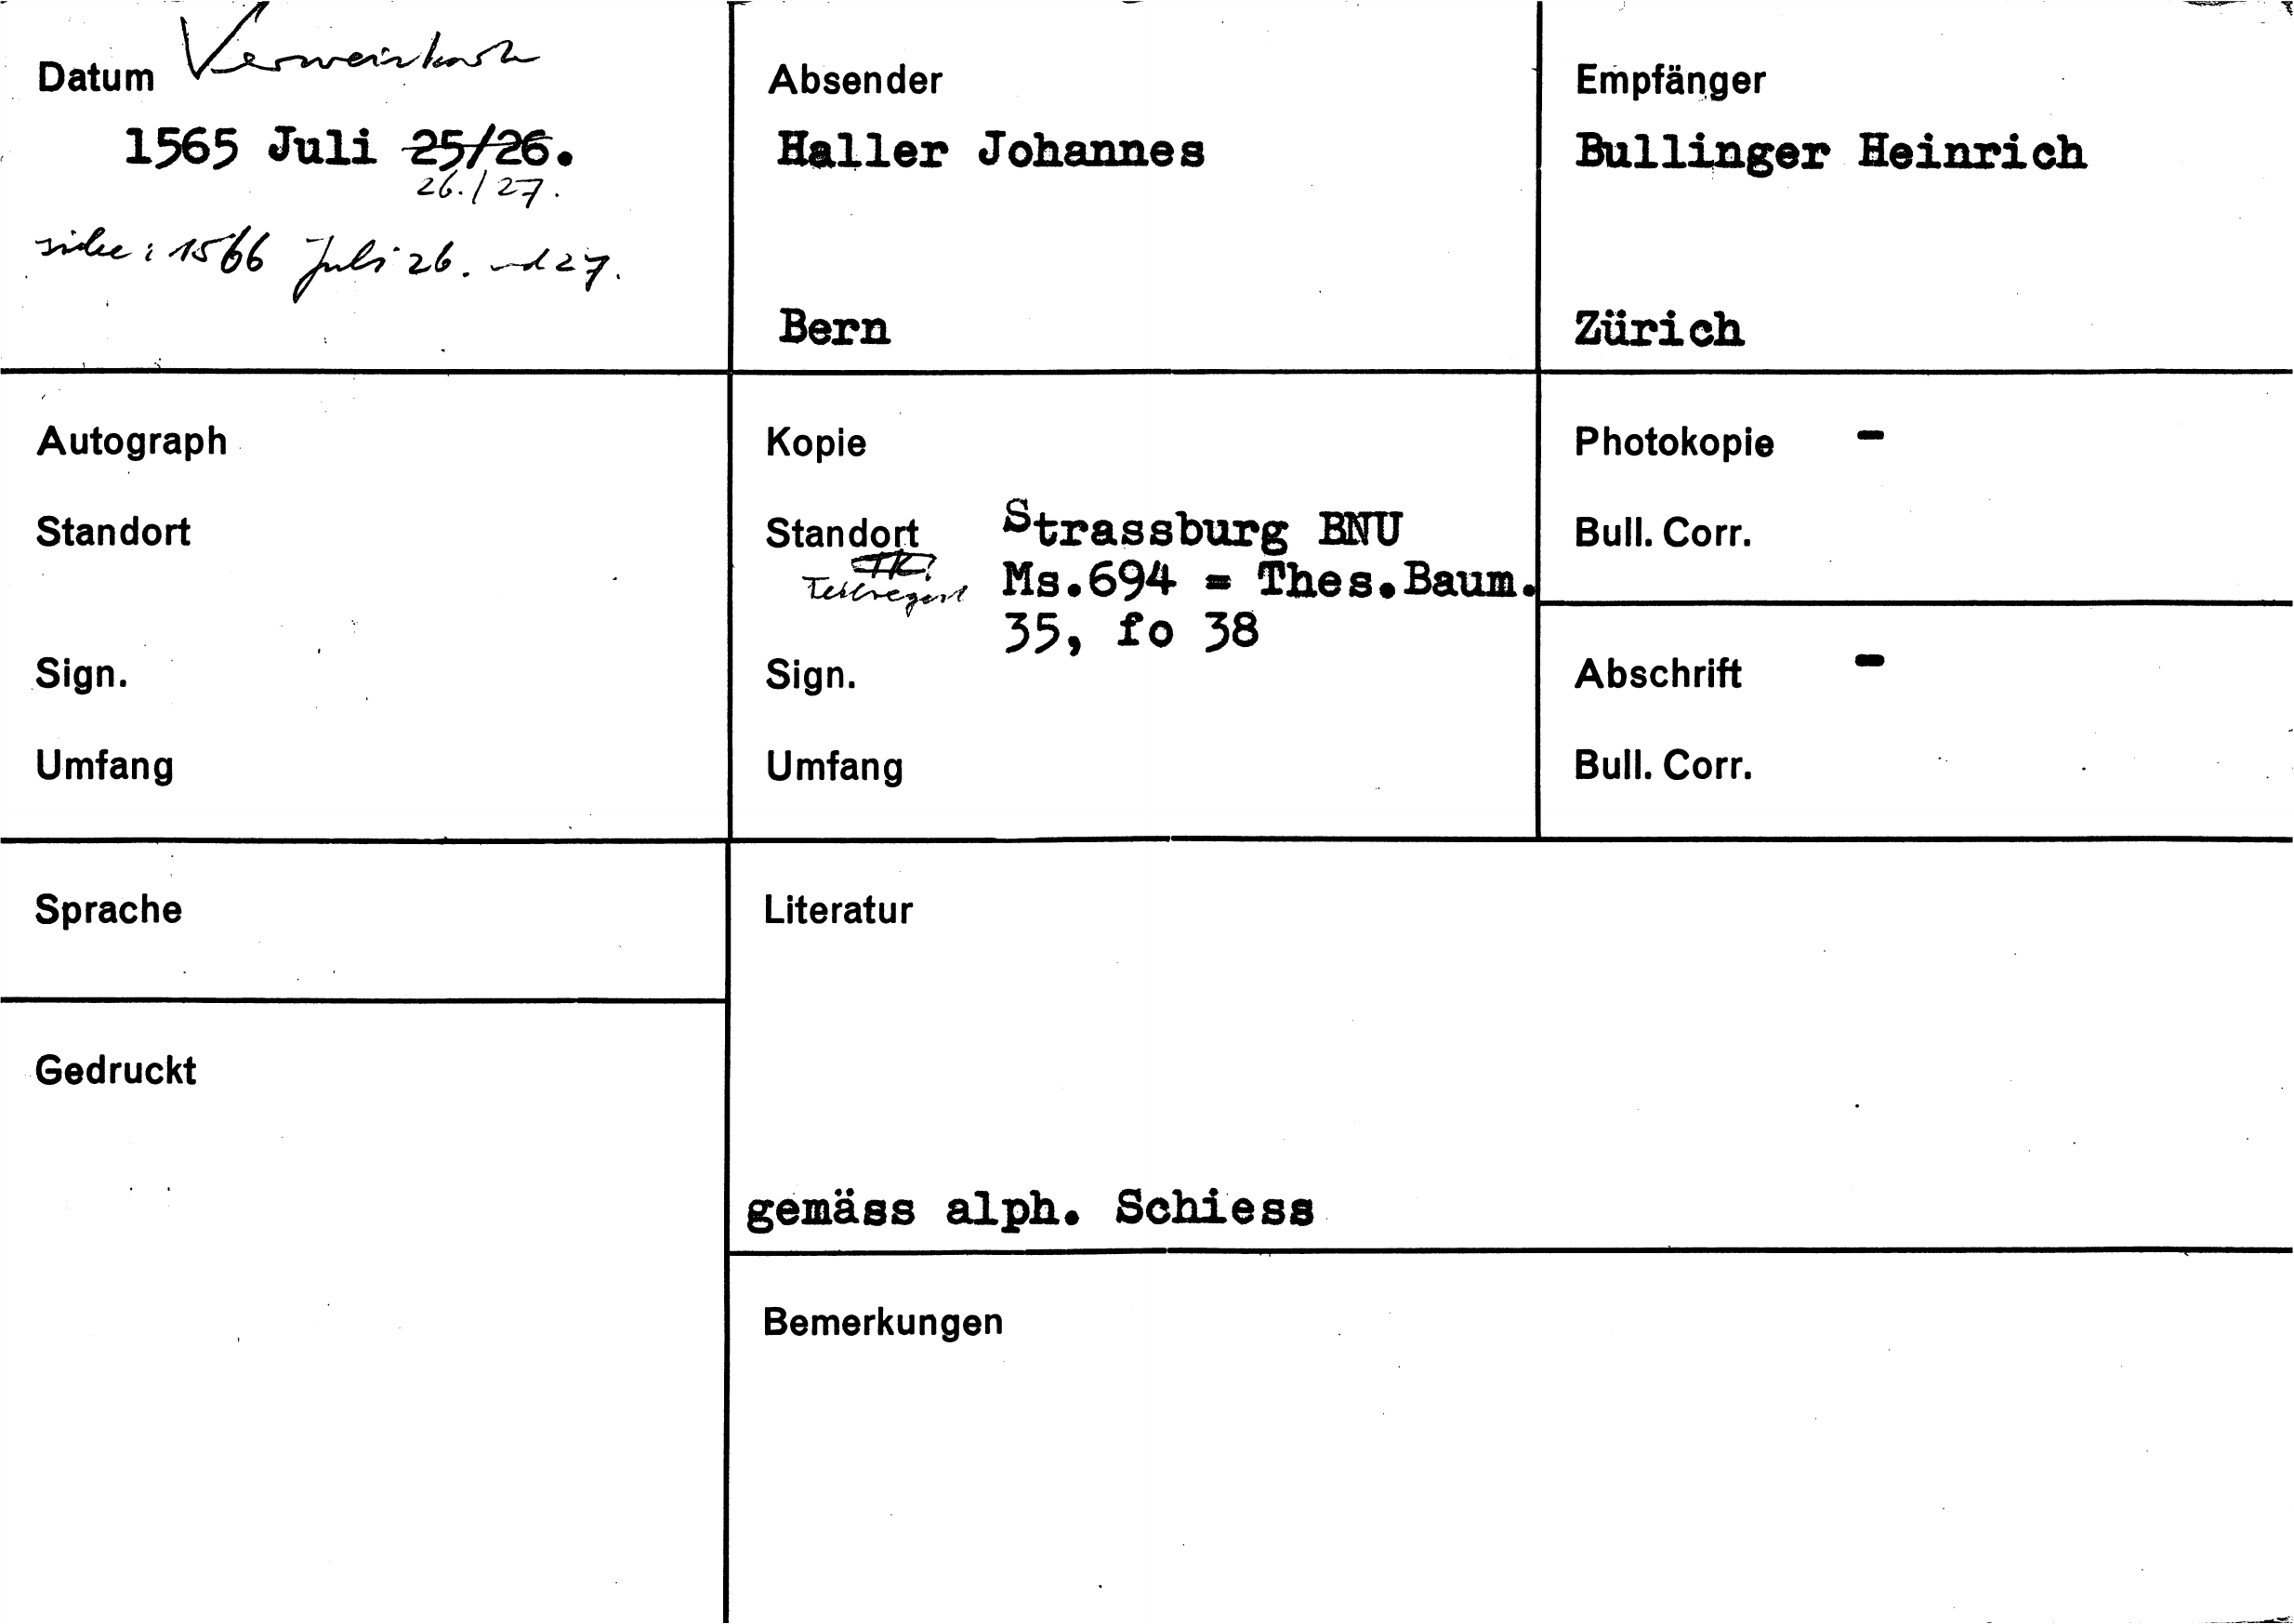 Datum Verweiskarte
1565 Juli 25/26.
26./27.
siehe: 1566 Juli 26. und 27.
Absender
Haller Johannes
Bern
Empfänger
Bullinger Heinrich
Zürich
Autograph
Standort
Sign.
Umfang
Kopie
Standort Strassburg BNU
Teilregest Ms.694 = Thes.Baum.
35, fo 38
Sign.
Umfang
Photokopie -
Bull. Corr.
Abschrift -
Bull. Corr.
Sprache
Gedruckt
Literatur
gemäss alph. Schiess
Bemerkungen